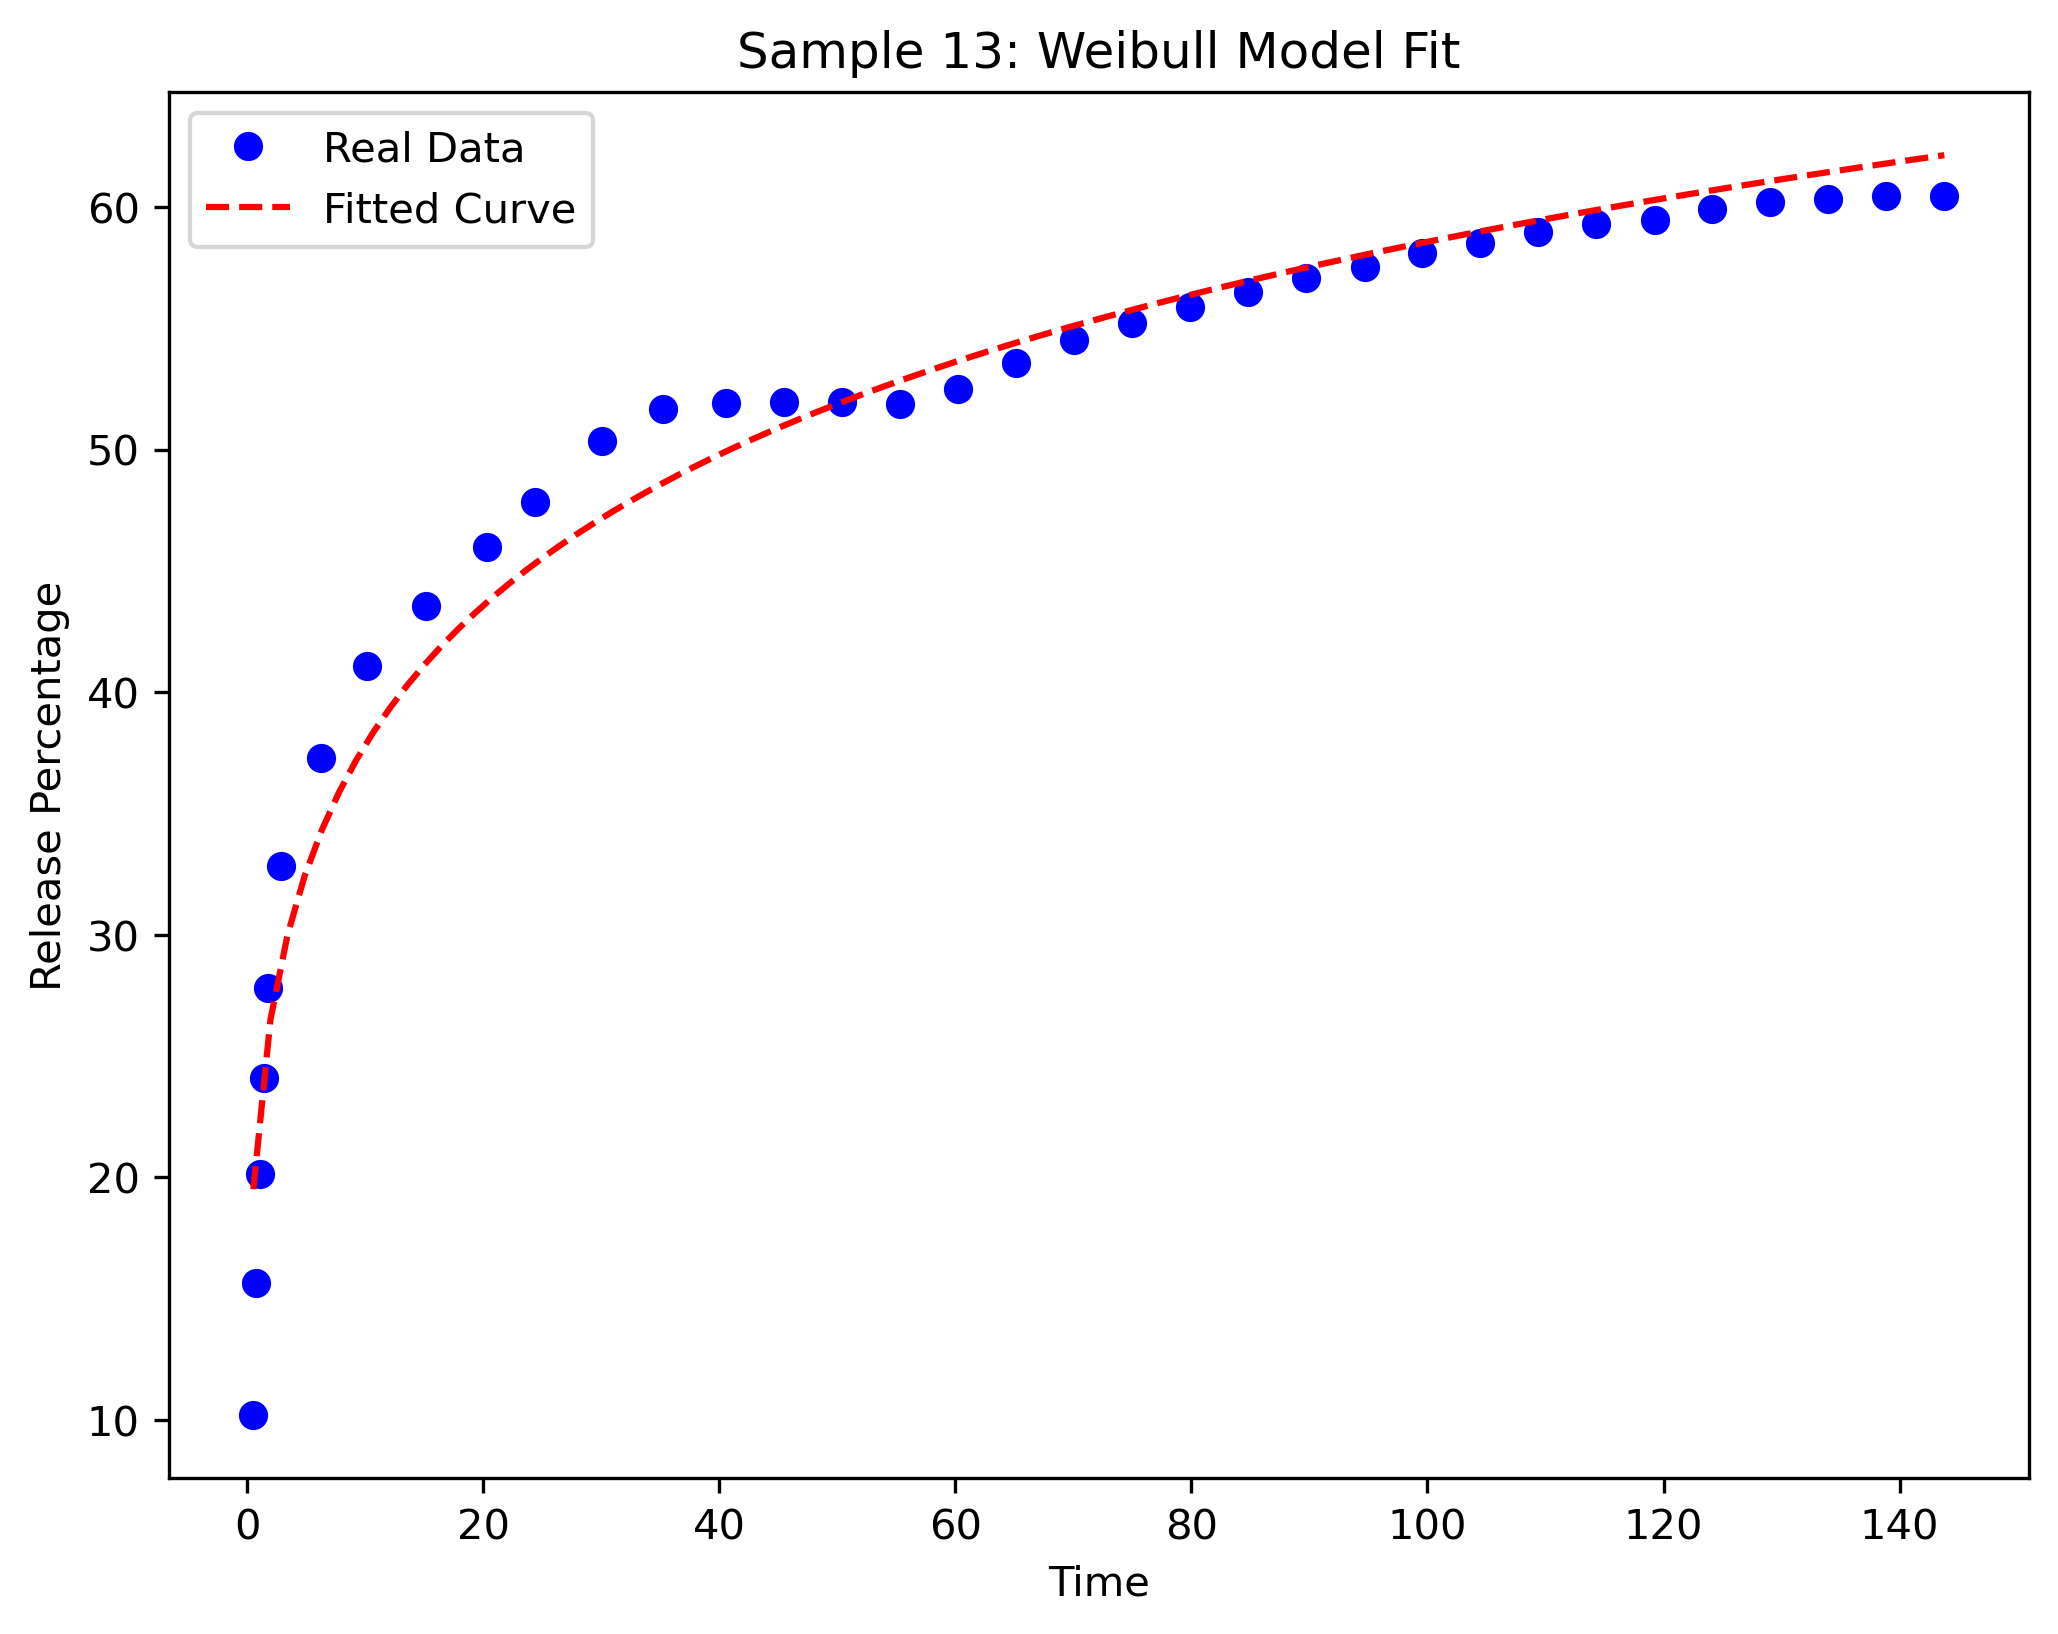 Sample 13: Weibull Model Fit
Real Data
Fitted Curve
Release Percentage
60
50
40
30
20
10
0 20 40 60 80 100 120 140
Time